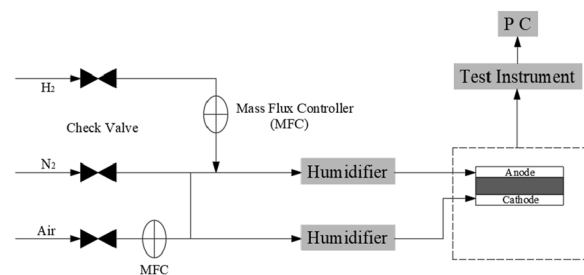 P C
Test Instrument
H₂
Mass Flux Controller
(MFC)
Check Valve
N₂
Humidifier
Anode
Cathode
Air
Humidifier
MFC